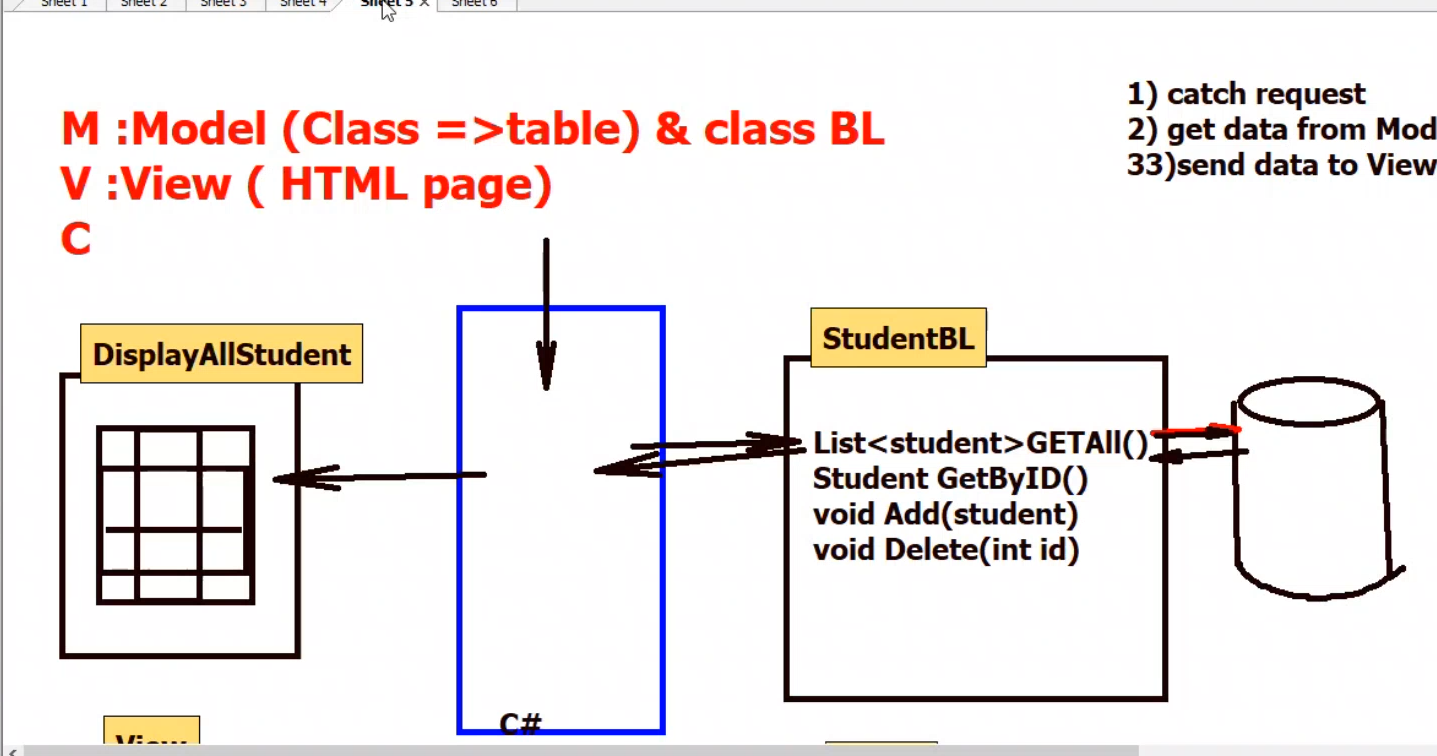 Sheet 1 Sheet 2 Sheet 3 Sheet 4 Sheet 5 Sheet 6
1) catch request
M :Model (Class =>table) & class BL
2) get data from Mod
V :View ( HTML page)
33)send data to View
C
DisplayAllStudent
StudentBL
List<student>GETAll()
Student GetByID()
void Add(student)
void Delete(int id)
C#
View